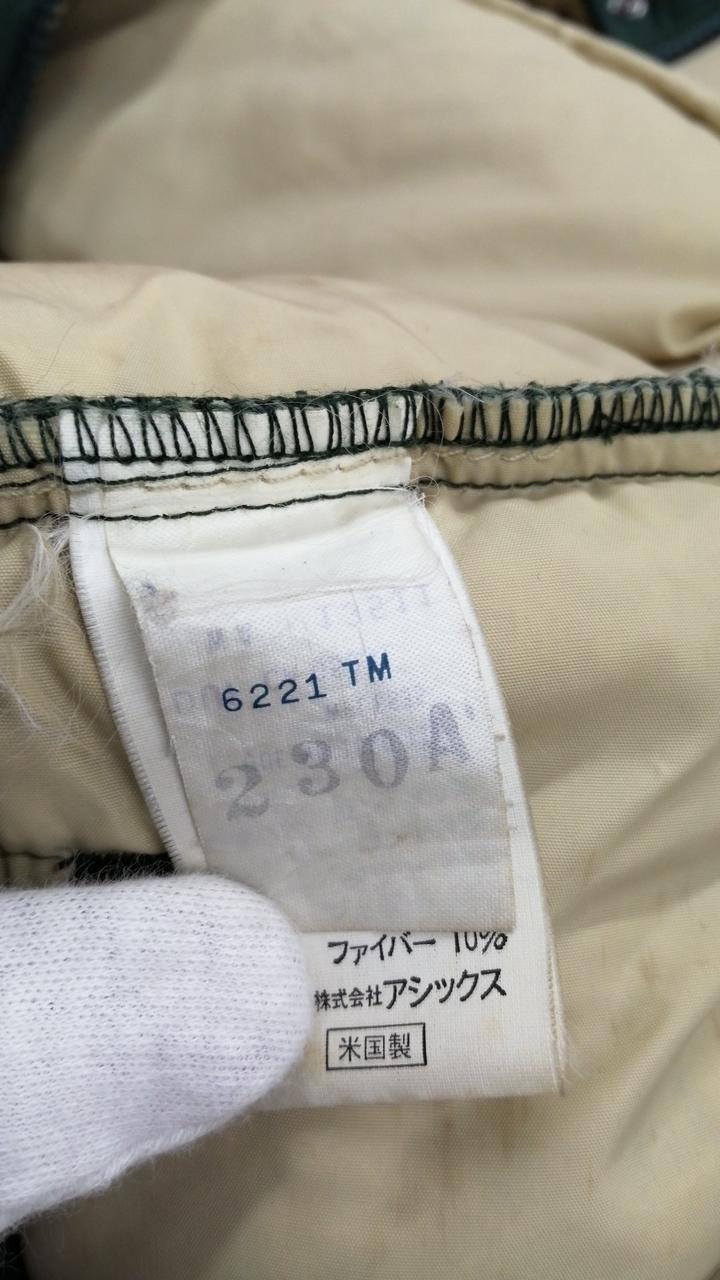 6221 TM
230A
ファイバー 10%
株式会社アシックス
米国製